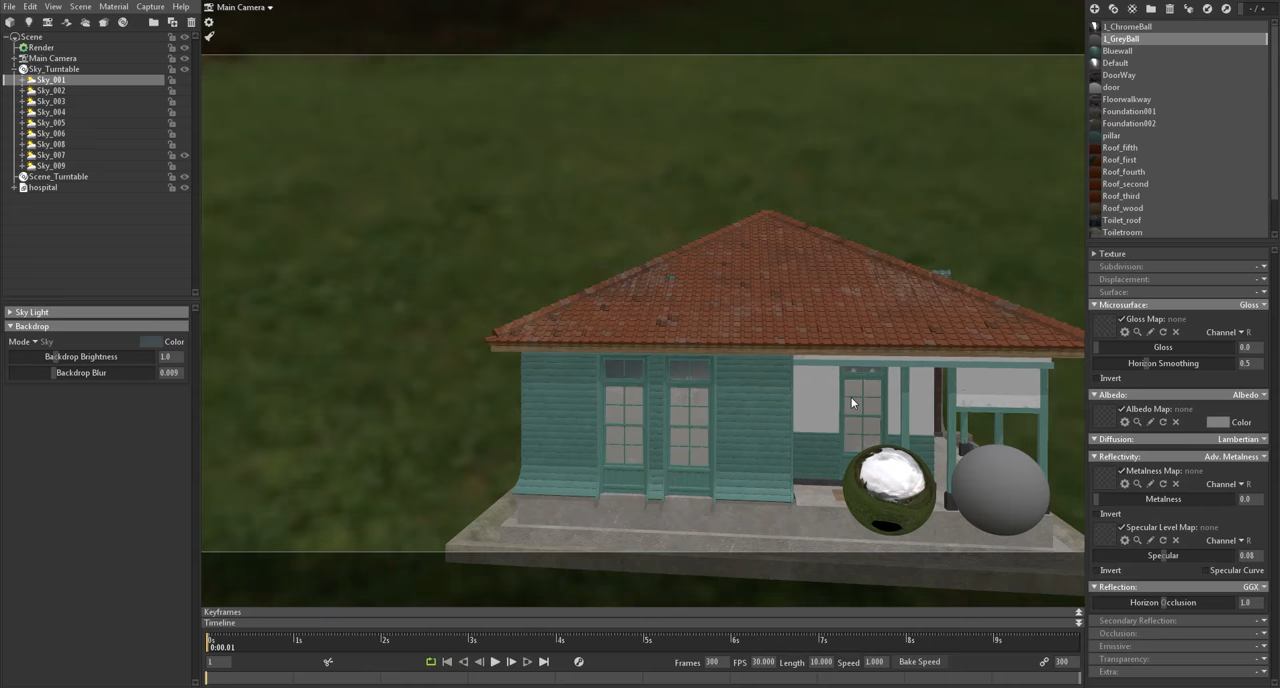 File Edit View Scene Material Capture Help
Main Camera
Scene
Render
Main Camera
Sky_Turntable
Sky_001
Sky_002
Sky_003
Sky_004
Sky_005
Sky_006
Sky_008
Sky_007
Sky_009
Scene_Turntable
hospital
Sky Light
Backdrop
Mode Sky Color
Backdrop Brightness 1.0
Backdrop Blur 0.009
Keyframes
Timeline
0s 1s 2s 3s 4s 5s 6s 7s 8s 9s
0:00.01
1 Frames 300 FPS 30.000 Length 10.000 Speed 1.000 Bake Speed 300
- / +
1_ChromeBall
1_GreyBall
Bluewall
Default
DoorWay
door
Floorwalkway
Foundation001
Foundation002
pillar
Roof_fifth
Roof_first
Roof_fourth
Roof_second
Roof_third
Roof_wood
Toilet_roof
Toiletroom
Texture
Subdivision: -
Displacement: -
Surface: -
Microsurface: Gloss
Gloss Map: none
Channel R
Gloss 0.0
Horizon Smoothing 0.5
Invert
Albedo: Albedo
Albedo Map: none
Color
Diffusion: Lambertian
Reflectivity: Adv. Metalness
Metalness Map: none
Channel R
Metalness 0.0
Invert
Specular Level Map: none
Channel R
Specular 0.08
Invert Specular Curve
Reflection: GGX
Horizon Occlusion 1.0
Secondary Reflection: -
Occlusion: -
Emissive: -
Transparency: -
Extra: -